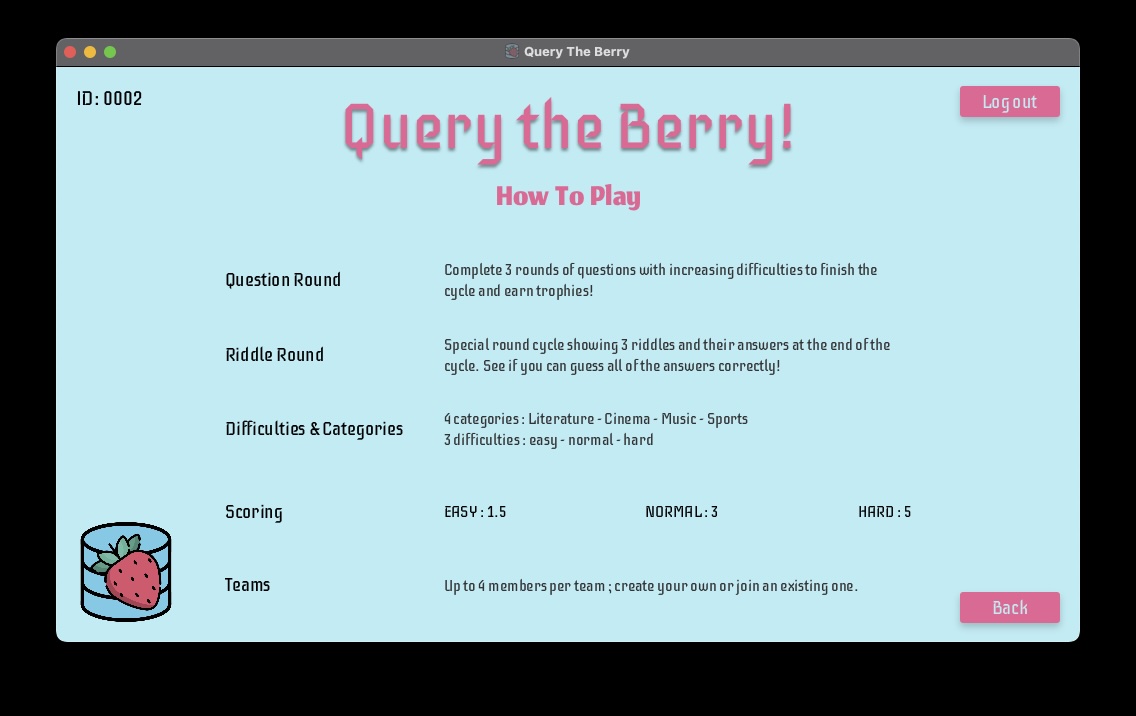 Query The Berry
ID: 0002
Logout
Query the Berry!
How To Play
Question Round
Complete 3 rounds of questions with increasing difficulties to finish the
cycle and earn trophies!
Riddle Round
Special round cycle showing 3 riddles and their answers at the end of the
cycle. See if you can guess all of the answers correctly!
Difficulties & Categories
4 categories : Literature - Cinema - Music - Sports
3 difficulties : easy - normal - hard
Scoring
EASY : 1.5
NORMAL : 3
HARD : 5
Teams
Up to 4 members per team ; create your own or join an existing one.
Back